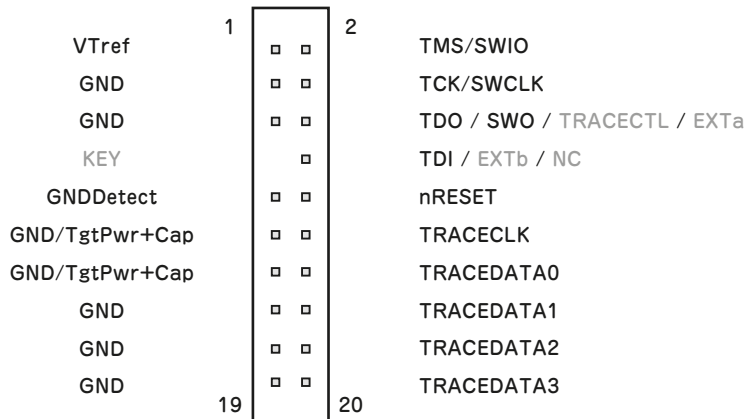 1 2
VTref TMS/SWIO
GND TCK/SWCLK
GND TDO / SWO / TRACECTL / EXTa
KEY TDI / EXTb / NC
GNDDetect nRESET
GND/TgtPwr+Cap TRACECLK
GND/TgtPwr+Cap TRACEDATA0
GND TRACEDATA1
GND TRACEDATA2
GND TRACEDATA3
19 20